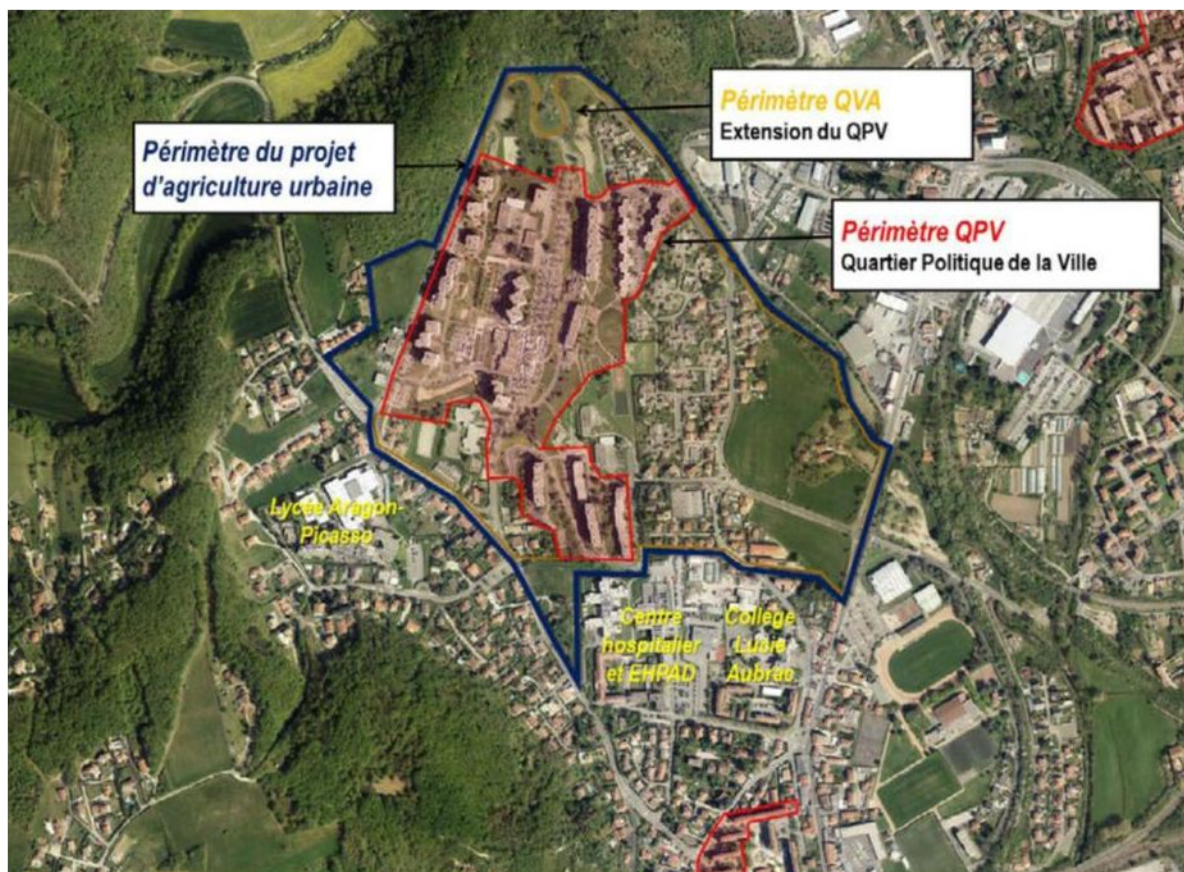 Périmètre QVA
Extension du QPV
Périmètre du projet
d'agriculture urbaine
Périmètre QPV
Quartier Politique de la Ville
Lycée Aragon-
Picasso
Centre
hospitalier
et EHPAD
Collège
Lucie
Aubrac